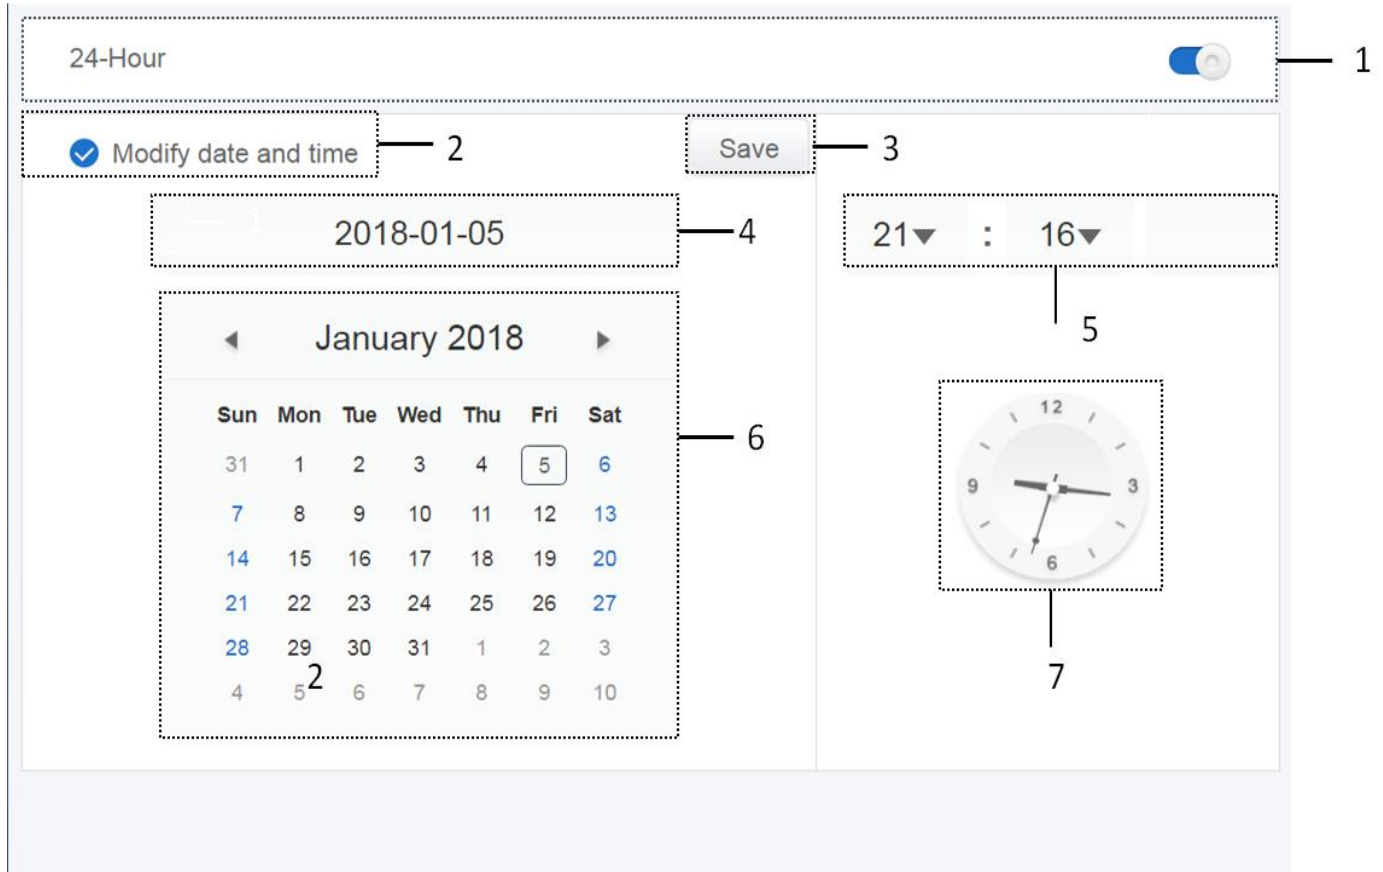 24-Hour
1
Modify date and time
2
Save
3
2018-01-05
4
21 : 16
5
January 2018
Sun Mon Tue Wed Thu Fri Sat
31 1 2 3 4 5 6
7 8 9 10 11 12 13
14 15 16 17 18 19 20
21 22 23 24 25 26 27
28 29 30 31 1 2 3
2
4 5 6 7 8 9 10
6
12
9 3
6
7